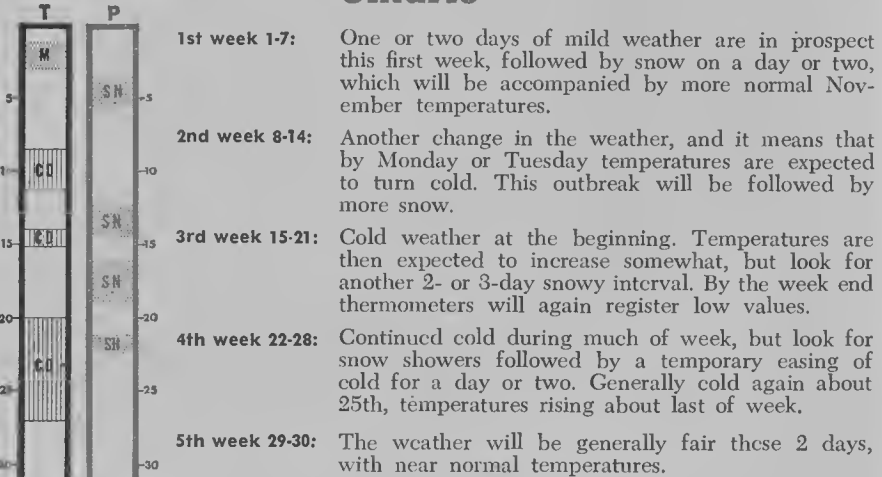 T P
M
SN
5 5
CD
10
SN
CD
15 15
SN
20 20
SN
CD
25 25
30
1st week 1-7: One or two days of mild weather are in prospect
this first week, followed by snow on a day or two,
which will be accompanied by more normal Nov-
ember temperatures.
2nd week 8-14: Another change in the weather, and it means that
by Monday or Tuesday temperatures are expected
to turn cold. This outbreak will be followed by
more snow.
3rd week 15-21: Cold weather at the beginning. Temperatures are
then expected to increase somewhat, but look for
another 2- or 3-day snowy interval. By the week end
thermometers will again register low values.
4th week 22-28: Continued cold during much of week, but look for
snow showers followed by a temporary easing of
cold for a day or two. Generally cold again about
25th, temperatures rising about last of week.
5th week 29-30: The weather will be generally fair these 2 days,
with near normal temperatures.